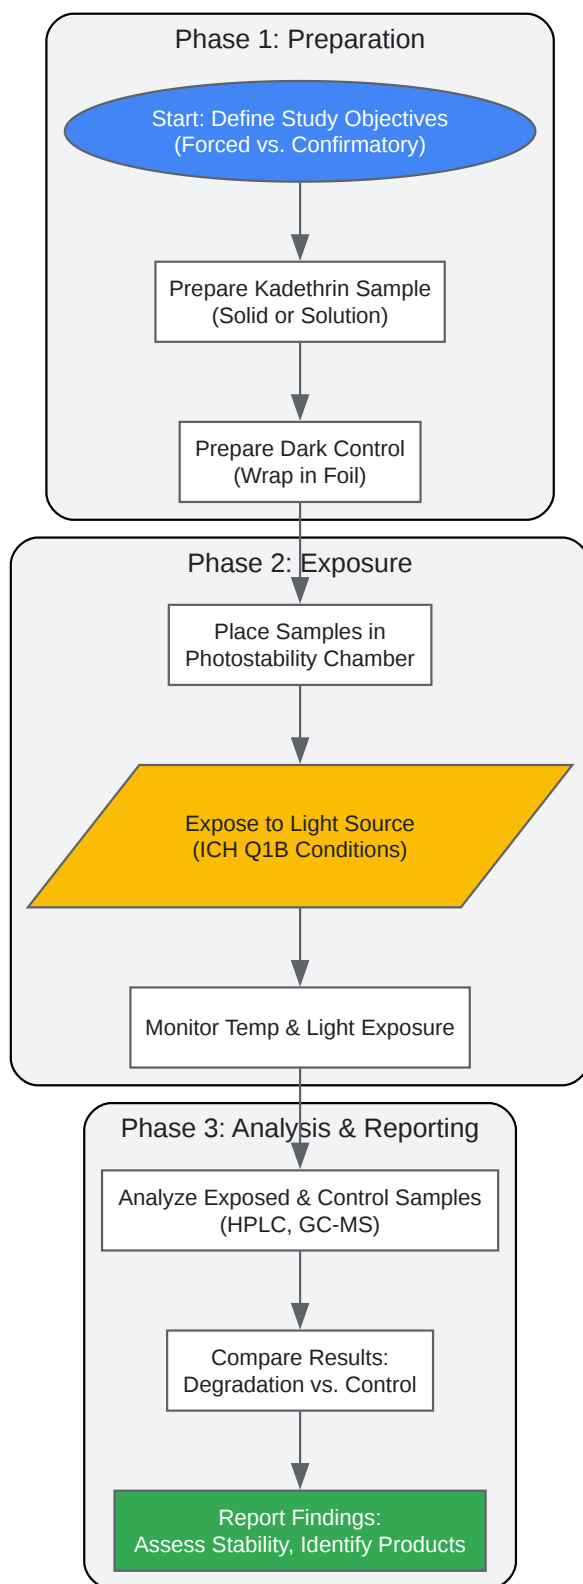 Phase 1: Preparation
Start: Define Study Objectives
(Forced vs. Confirmatory)
Prepare Kadethrin Sample
(Solid or Solution)
Prepare Dark Control
(Wrap in Foil)
Phase 2: Exposure
Place Samples in
Photostability Chamber
Expose to Light Source
(ICH Q1B Conditions)
Monitor Temp & Light Exposure
Phase 3: Analysis & Reporting
Analyze Exposed & Control Samples
(HPLC, GC-MS)
Compare Results:
Degradation vs. Control
Report Findings:
Assess Stability, Identify Products